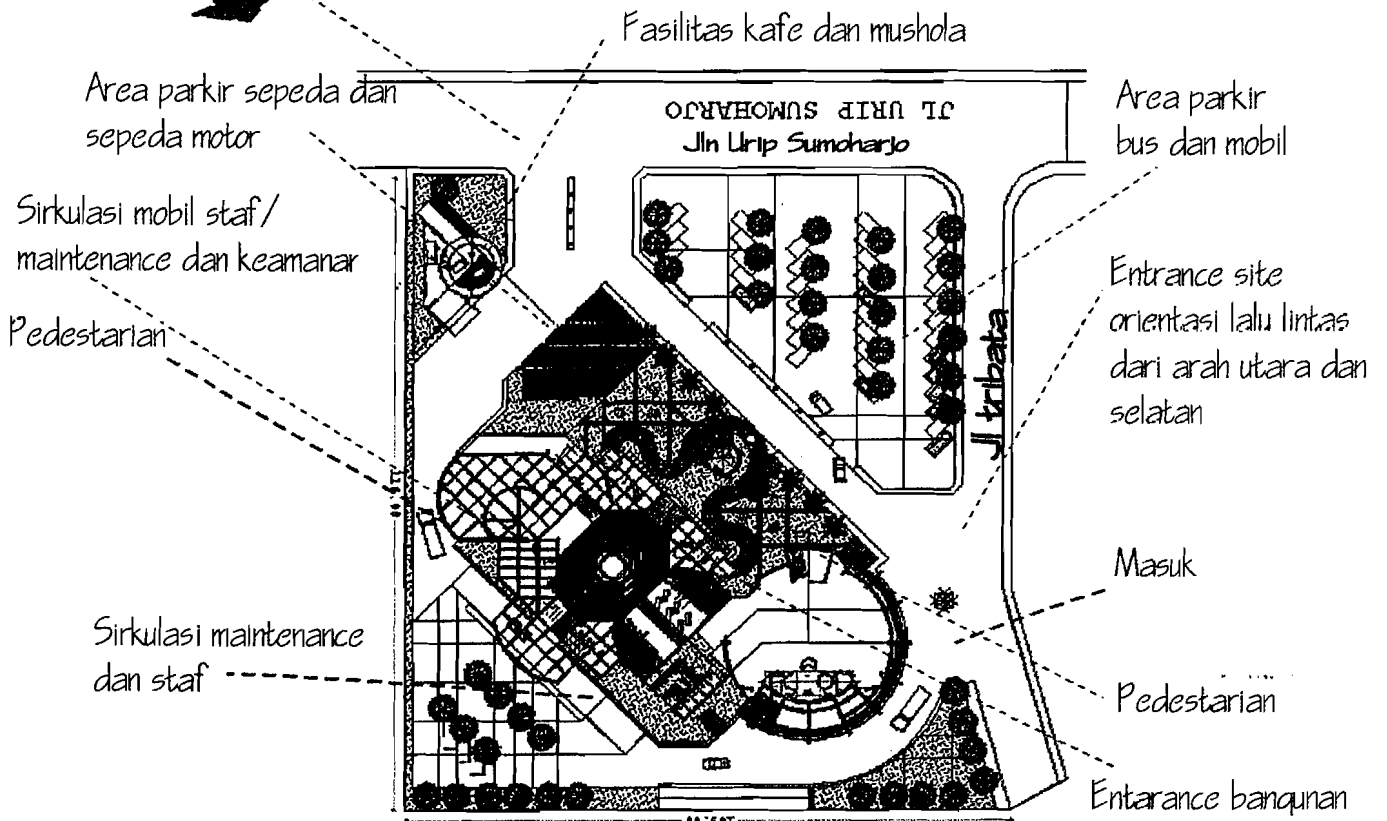 Fasilitas kafe dan mushola
Area parkir sepeda dan
sepeda motor
JL URIP SUMOHARJO
Jln Urip Sumoharjo
Area parkir
bus dan mobil
Sirkulasi mobil staf/
maintenance dan keamanar
Pedestarian
Entrance site
orientasi lalu lintas
dari arah utara dan
selatan
Jl tribata
Masuk
Sirkulasi maintenance
dan staf
Pedestarian
Entarance banqunan